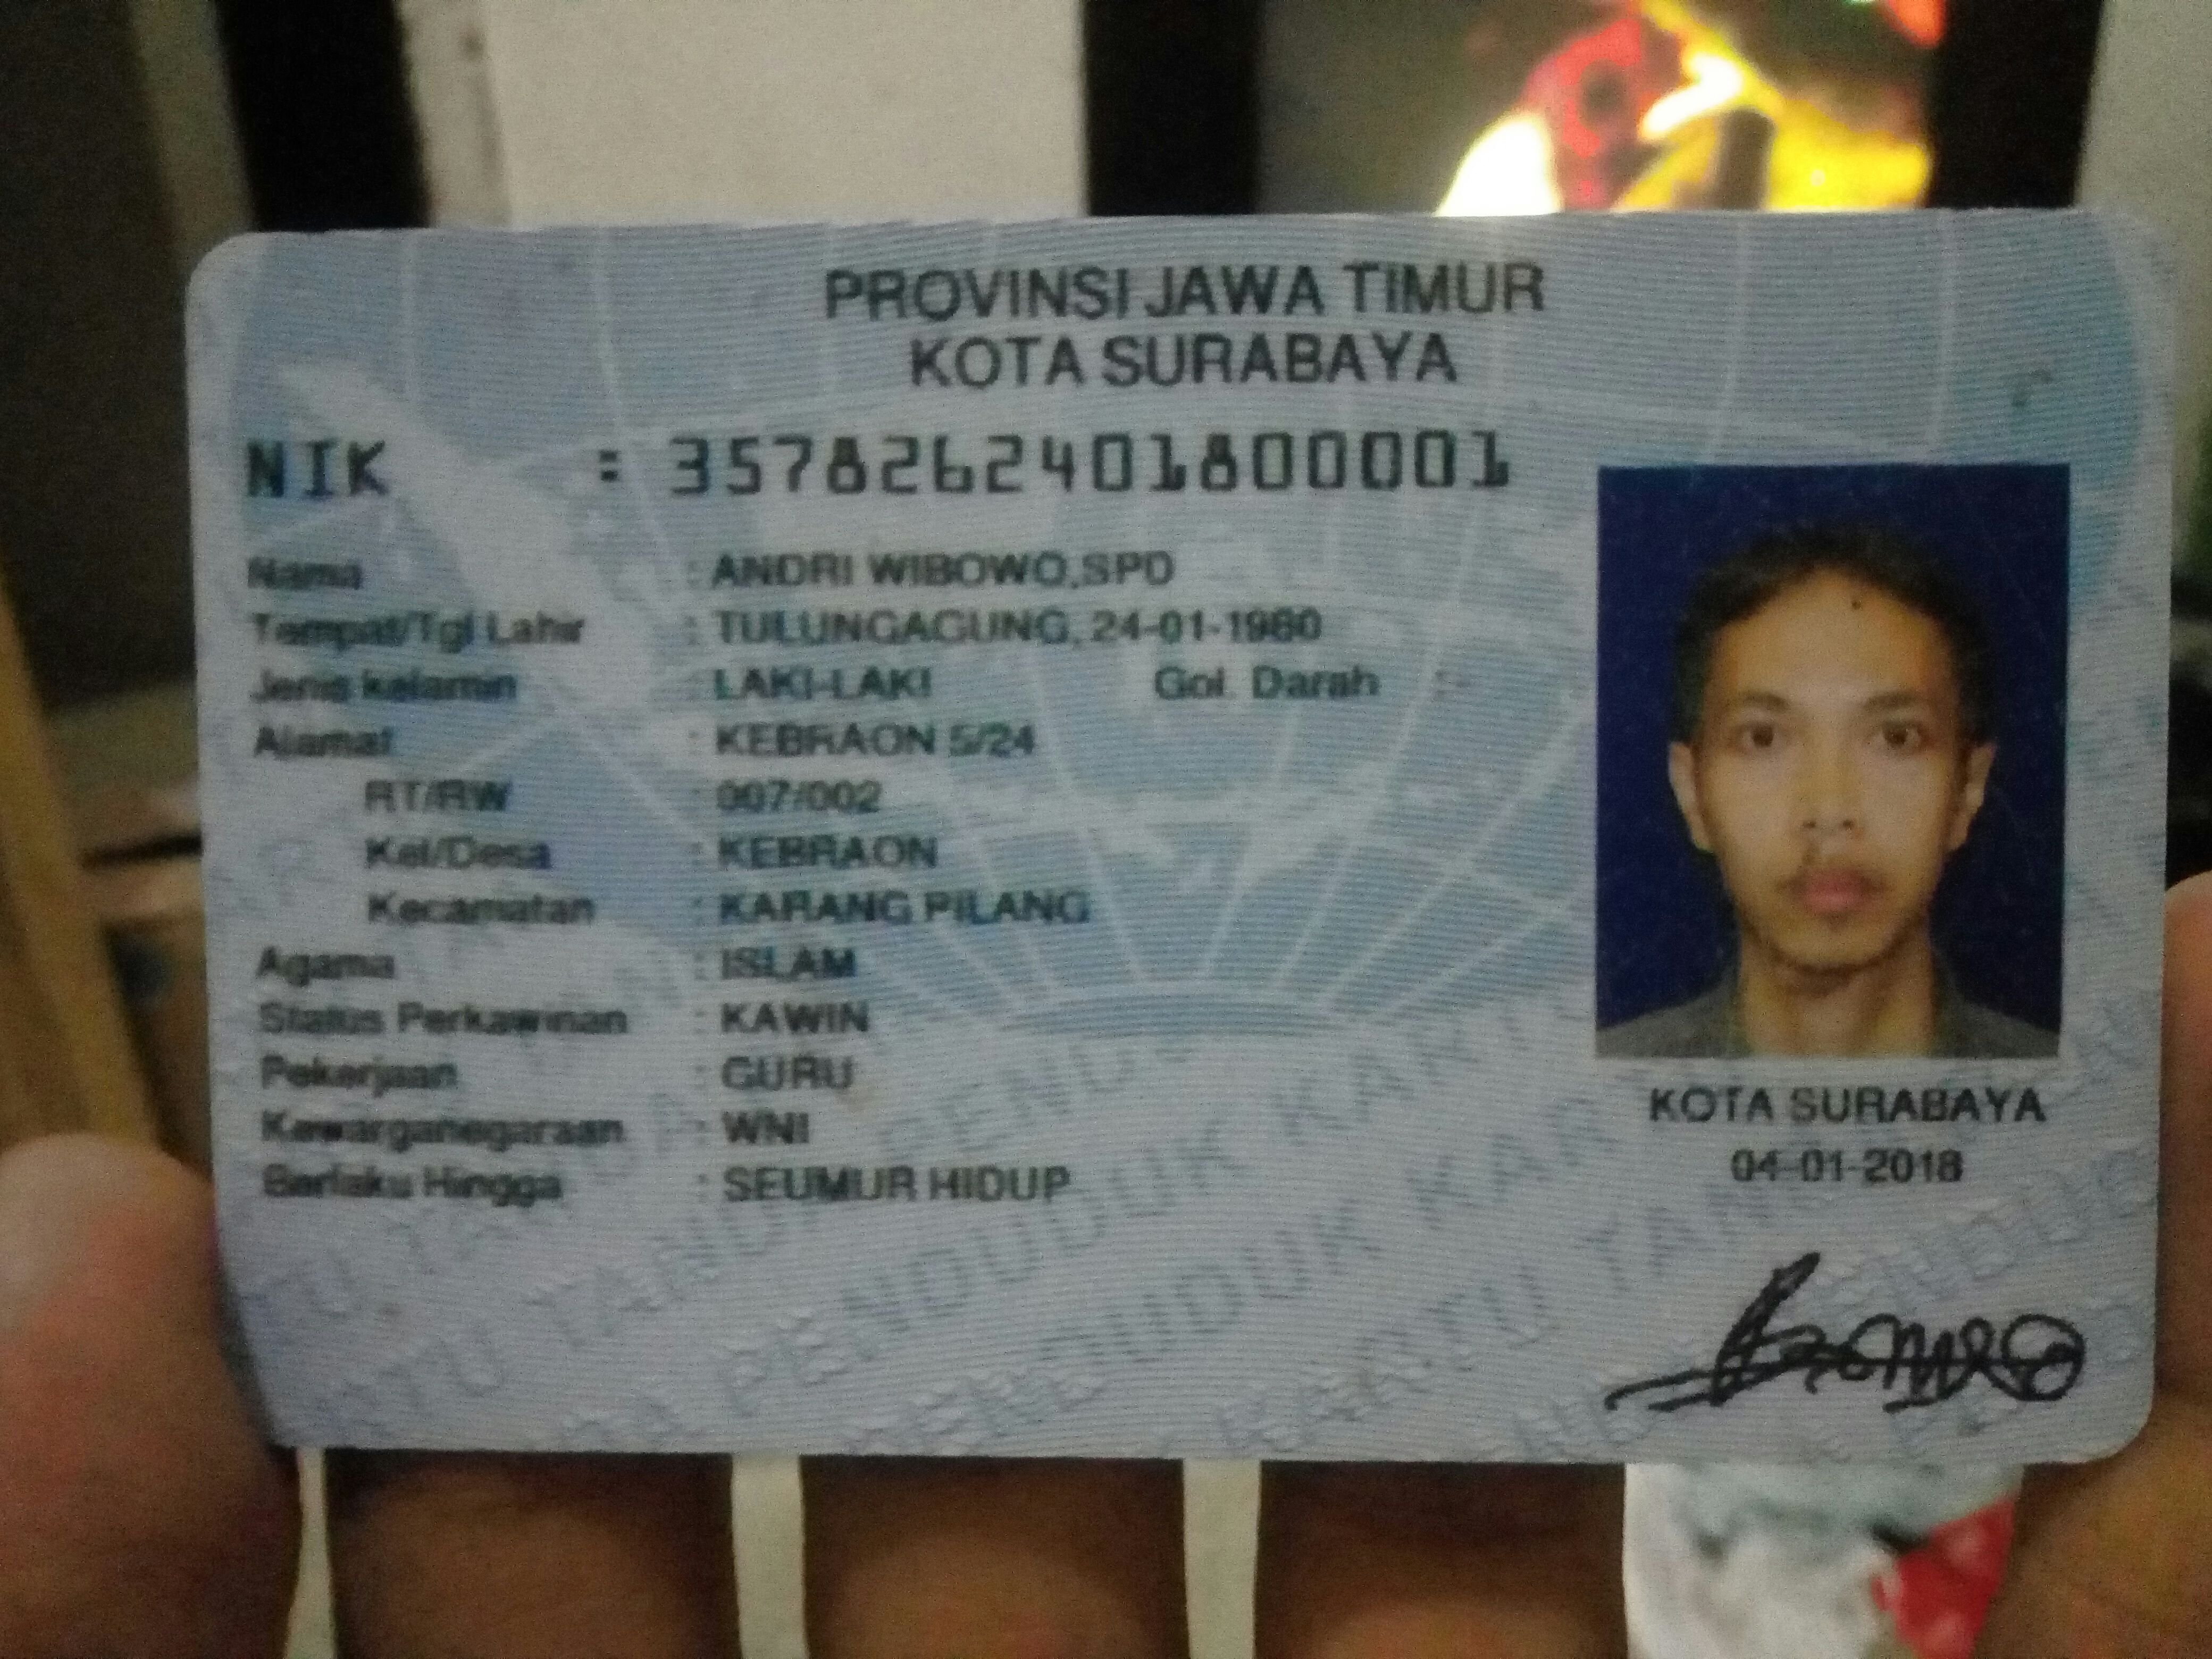 PROVINSI JAWA TIMUR
KOTA SURABAYA
NIK : 3578262401800001
Nama : ANDRI WIBOWO,SPD
Tempat/Tgl Lahir : TULUNGAGUNG, 24-01-1980
Jenis kelamin : LAKI-LAKI Gol. Darah : -
Alamat : KEBRAON 5/24
RT/RW : 007/002
Kel/Desa : KEBRAON
Kecamatan : KARANG PILANG
Agama : ISLAM
Status Perkawinan : KAWIN
Pekerjaan : GURU
Kewarganegaraan : WNI
Berlaku Hingga : SEUMUR HIDUP
KOTA SURABAYA
04-01-2018